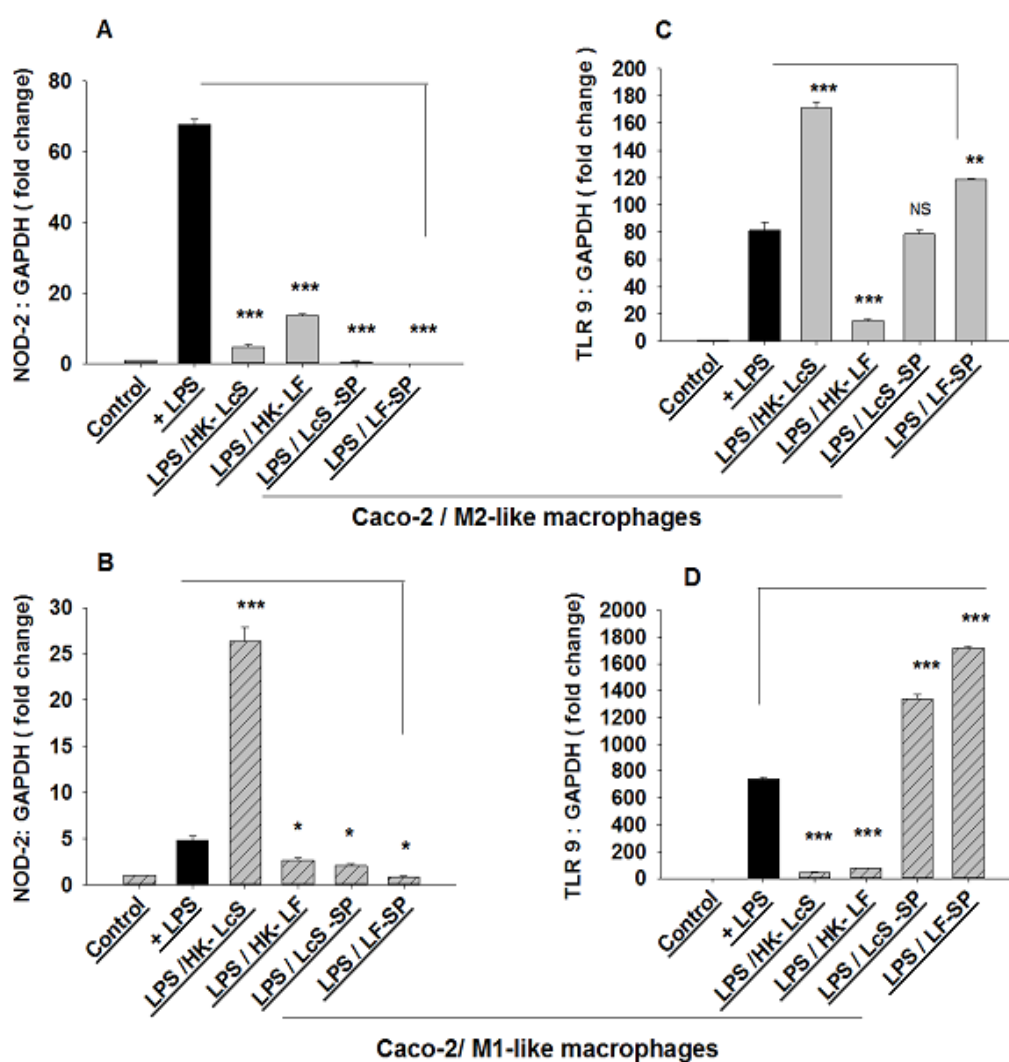 A
NOD-2 : GAPDH ( fold change)
80
60
40
20
0
***
***
***
***
Control
+ LPS
LPS /HK- LcS
LPS / HK- LF
LPS / LcS -SP
LPS / LF-SP
C
TLR 9 : GAPDH ( fold change )
200
180
160
140
120
100
80
60
40
20
0
***
***
NS
**
Control
+ LPS
LPS /HK- LcS
LPS / HK- LF
LPS / LcS -SP
LPS / LF-SP
Caco-2 / M2-like macrophages
B
NOD-2: GAPDH ( fold change)
30
25
20
15
10
5
0
***
*
*
*
Control
+ LPS
LPS /HK- LcS
LPS / HK- LF
LPS / LcS -SP
LPS / LF-SP
D
TLR 9 : GAPDH ( fold change)
2000
1800
1600
1400
1200
1000
800
600
400
200
0
***
***
***
***
Control
+ LPS
LPS /HK- LcS
LPS / HK- LF
LPS / LcS -SP
LPS / LF-SP
Caco-2/ M1-like macrophages